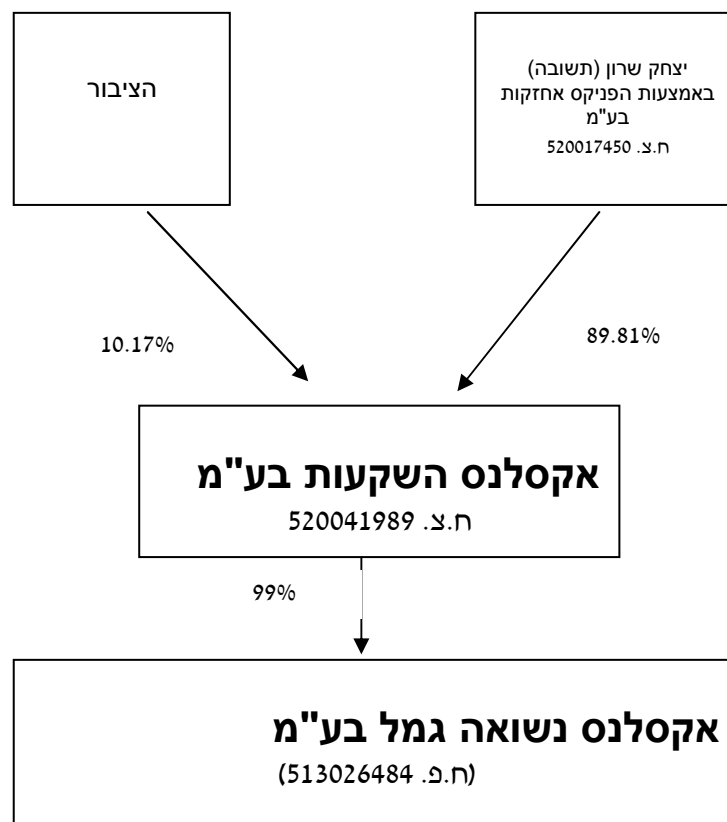 יצחק שרון (תשובה)
באמצעות הפניקס אחזקות
בע"מ
ח.צ. 520017450
הציבור
89.81%
10.17%
אקסלנס השקעות בע"מ
ח.צ. 520041989
99%
אקסלנס נשואה גמל בע"מ
(ח.פ. 513026484)